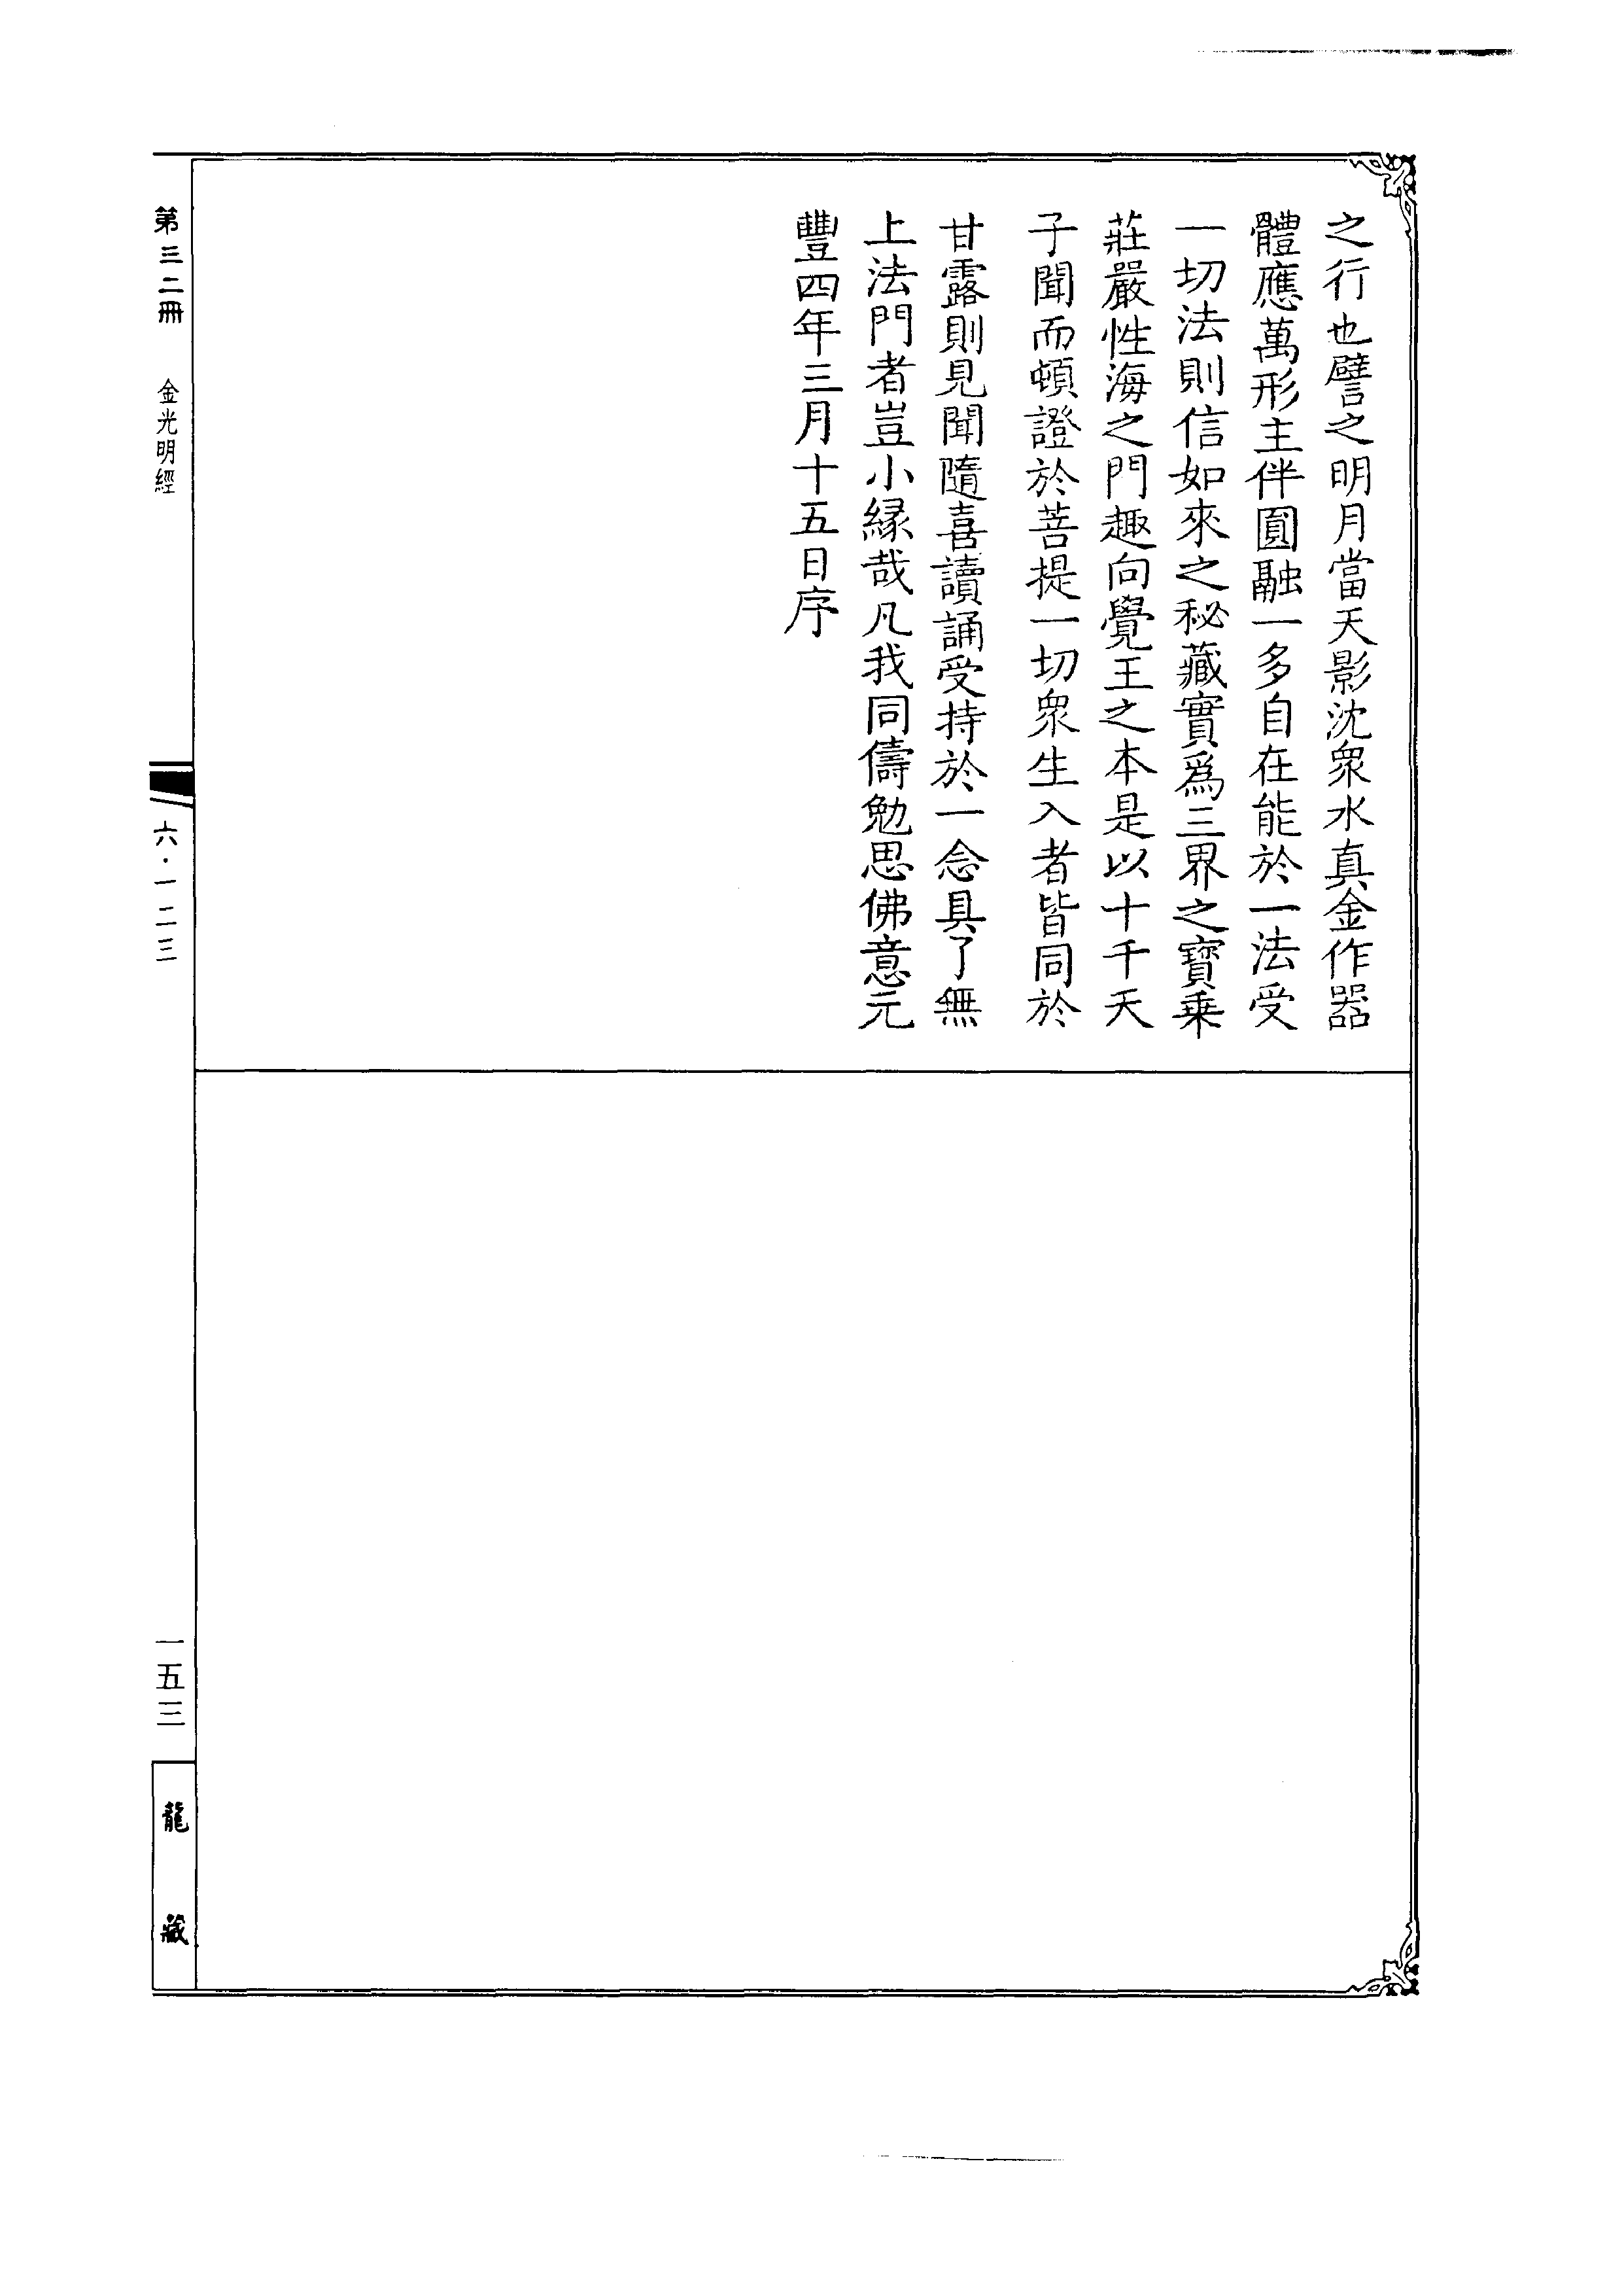 之行也譬之明月當天影沈衆水真金作器
體應萬形主伴圓融一多自在能於一法受
一切法則信如來之秘藏實爲三界之寶乗
莊嚴性海之門趣向覺王之本是以十千天
子聞而頓證於菩提一切衆生入者皆同於
甘露則見聞隨喜讀誦受持於一念具了無
上法門者豈小縁哉凡我同儔勉思佛意元
豐四年三月十五日序
第三二冊 金光明經
六·一二三
一五三
龍藏